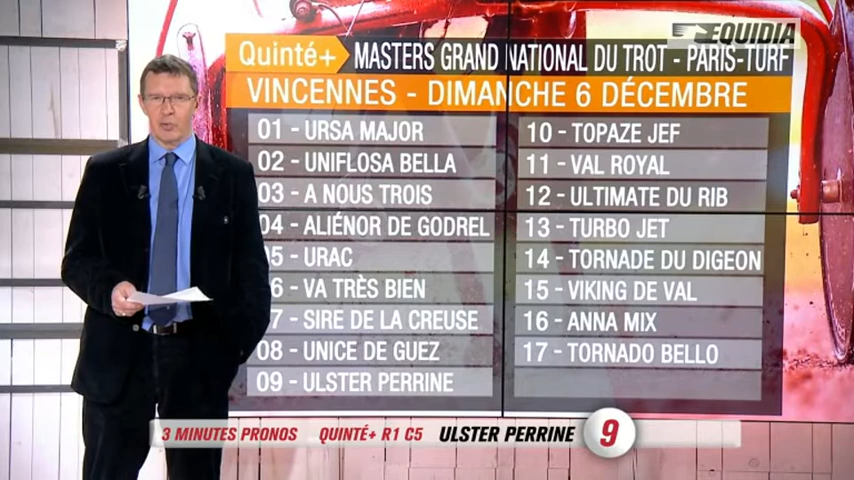 EQUIDIA
Quinté+ MASTERS GRAND NATIONAL DU TROT - PARIS-TURF
VINCENNES - DIMANCHE 6 DÉCEMBRE
01 - URSA MAJOR
02 - UNIFLOSA BELLA
03 - A NOUS TROIS
04 - ALIÉNOR DE GODREL
05 - URAC
6 - VA TRÈS BIEN
7 - SIRE DE LA CREUSE
08 - UNICE DE GUEZ
09 - ULSTER PERRINE
10 - TOPAZE JEF
11 - VAL ROYAL
12 - ULTIMATE DU RIB
13 - TURBO JET
14 - TORNADE DU DIGEON
15 - VIKING DE VAL
16 - ANNA MIX
17 - TORNADO BELLO
3 MINUTES PRONOS QUINTÉ+ R1 C5 ULSTER PERRINE 9